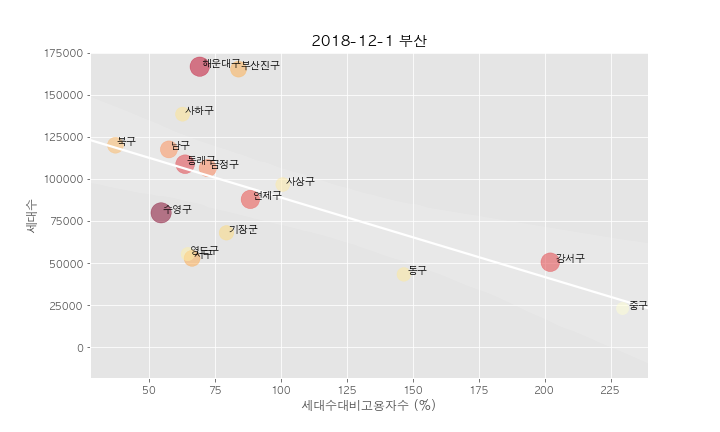 2018-12-1 부산
175000
해운대구
부산진구
150000
사하구
125000
북구
남구
동래구
금정구
100000
사상구
연제구
수영구
75000
기장군
영도구
서구
50000
동구
강서구
25000
중구
0
세대수
50
75
100
125
150
175
200
225
세대수대비고용자수 (%)